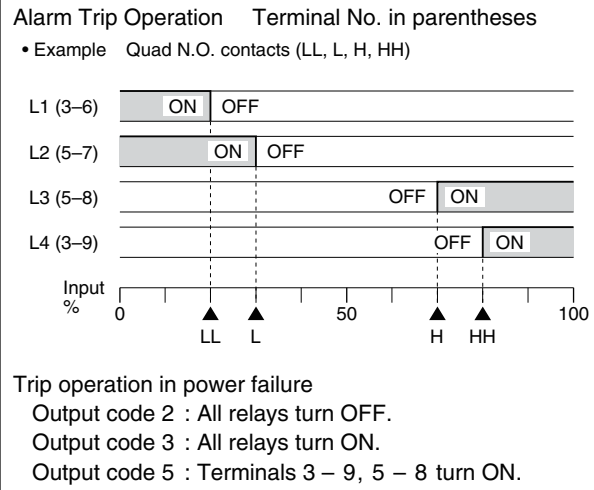 Alarm Trip Operation Terminal No. in parentheses
• Example Quad N.O. contacts (LL, L, H, HH)
L1 (3–6) ON OFF
L2 (5–7) ON OFF
L3 (5–8) OFF ON
L4 (3–9) OFF ON
Input
%
0 50 100
LL L H HH
Trip operation in power failure
Output code 2 : All relays turn OFF.
Output code 3 : All relays turn ON.
Output code 5 : Terminals 3 – 9, 5 – 8 turn ON.